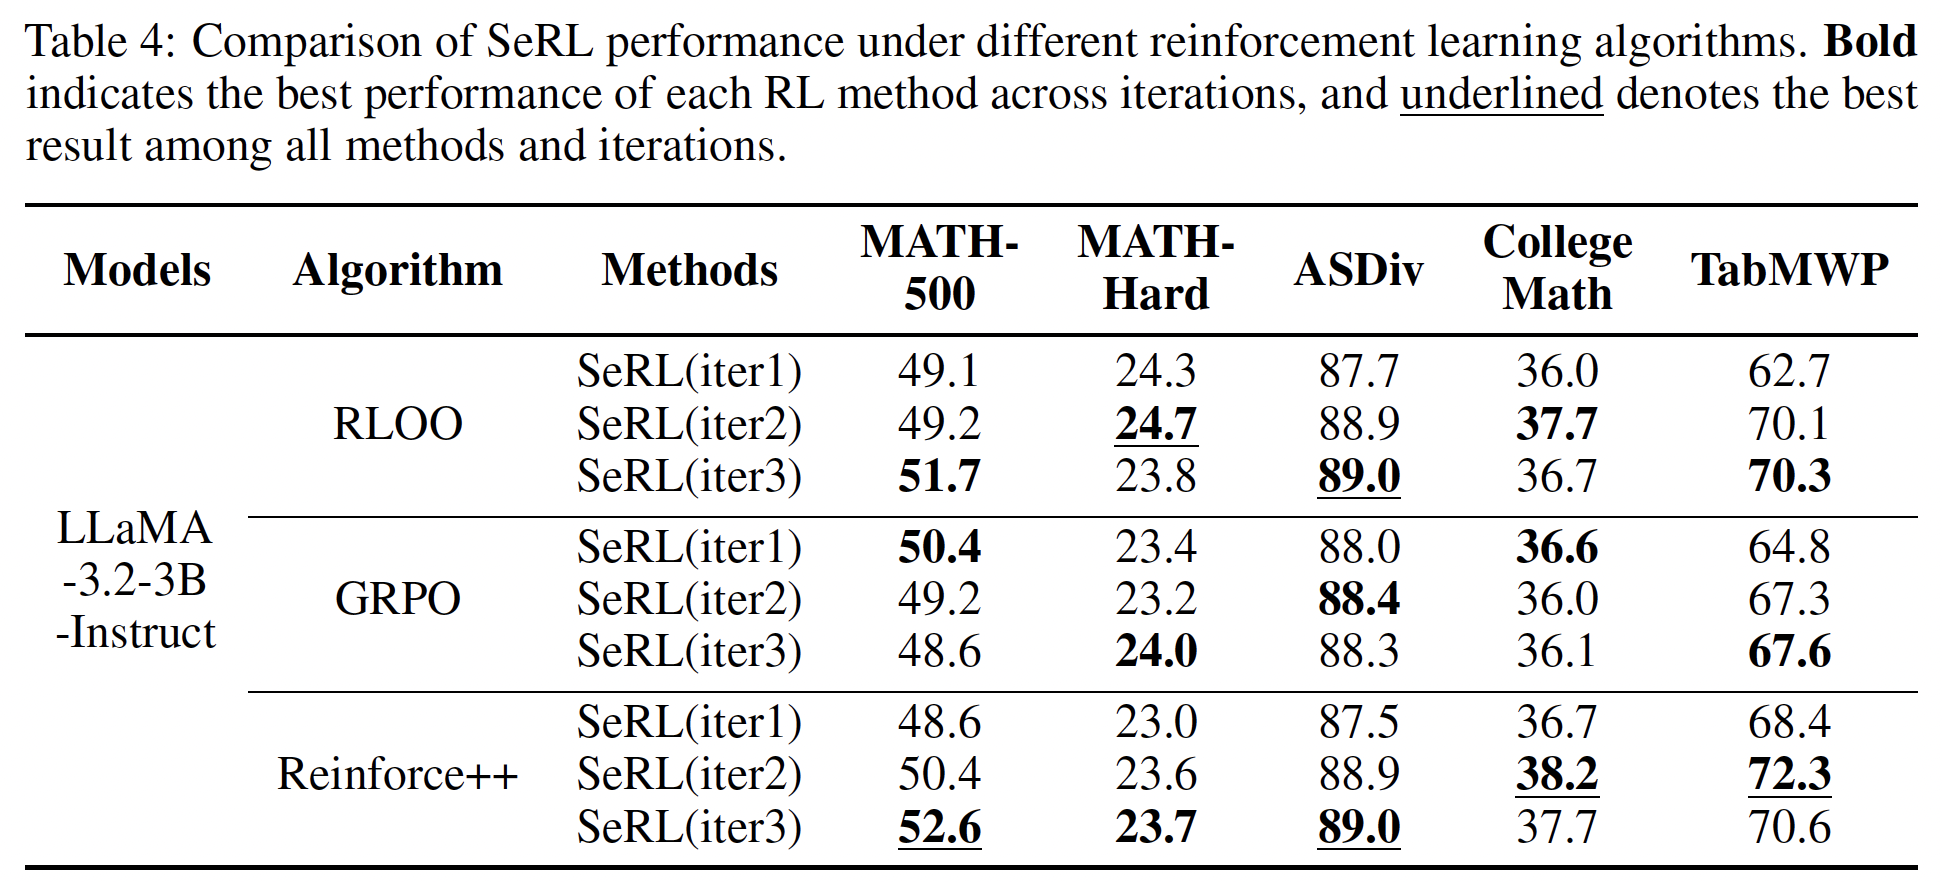 Table 4: Comparison of SeRL performance under different reinforcement learning algorithms. Bold
indicates the best performance of each RL method across iterations, and underlined denotes the best
result among all methods and iterations.
Models Algorithm Methods MATH-500 MATH-Hard ASDiv College Math TabMWP
LLaMA-3.2-3B-Instruct
RLOO
SeRL(iter1) 49.1 24.3 87.7 36.0 62.7
SeRL(iter2) 49.2 24.7 88.9 37.7 70.1
SeRL(iter3) 51.7 23.8 89.0 36.7 70.3
GRPO
SeRL(iter1) 50.4 23.4 88.0 36.6 64.8
SeRL(iter2) 49.2 23.2 88.4 36.0 67.3
SeRL(iter3) 48.6 24.0 88.3 36.1 67.6
Reinforce++
SeRL(iter1) 48.6 23.0 87.5 36.7 68.4
SeRL(iter2) 50.4 23.6 88.9 38.2 72.3
SeRL(iter3) 52.6 23.7 89.0 37.7 70.6